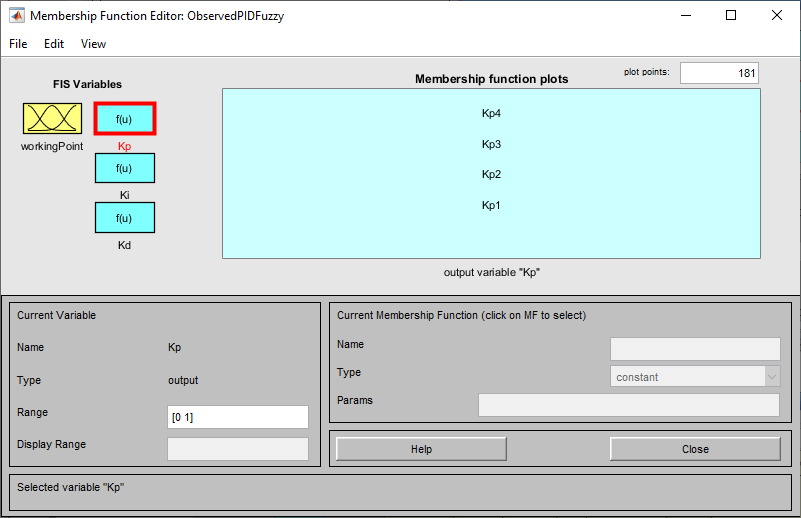 Membership Function Editor: ObservedPIDFuzzy
File Edit View
FIS Variables
f(u)
workingPoint
Kp
f(u)
Ki
f(u)
Kd
Membership function plots
plot points:
181
Kp4
Kp3
Kp2
Kp1
output variable "Kp"
Current Variable
Name Kp
Type output
Range [0 1]
Display Range
Current Membership Function (click on MF to select)
Name
Type constant
Params
Help
Close
Selected variable "Kp"